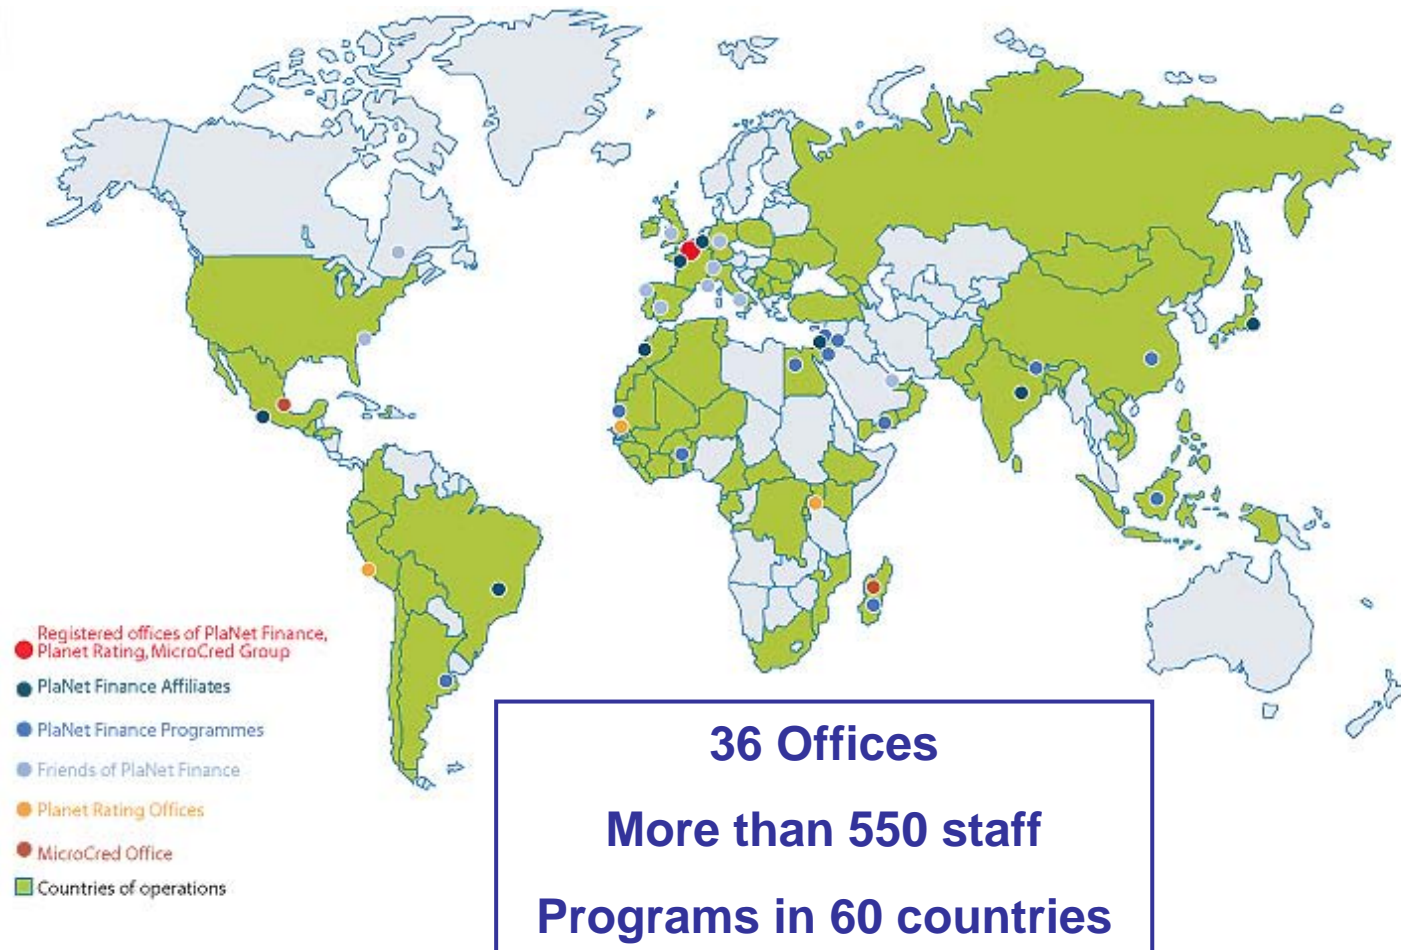 Registered offices of PlaNet Finance,
Planet Rating, MicroCred Group
PlaNet Finance Affiliates
PlaNet Finance Programmes
Friends of PlaNet Finance
Planet Rating Offices
MicroCred Office
Countries of operations
36 Offices
More than 550 staff
Programs in 60 countries